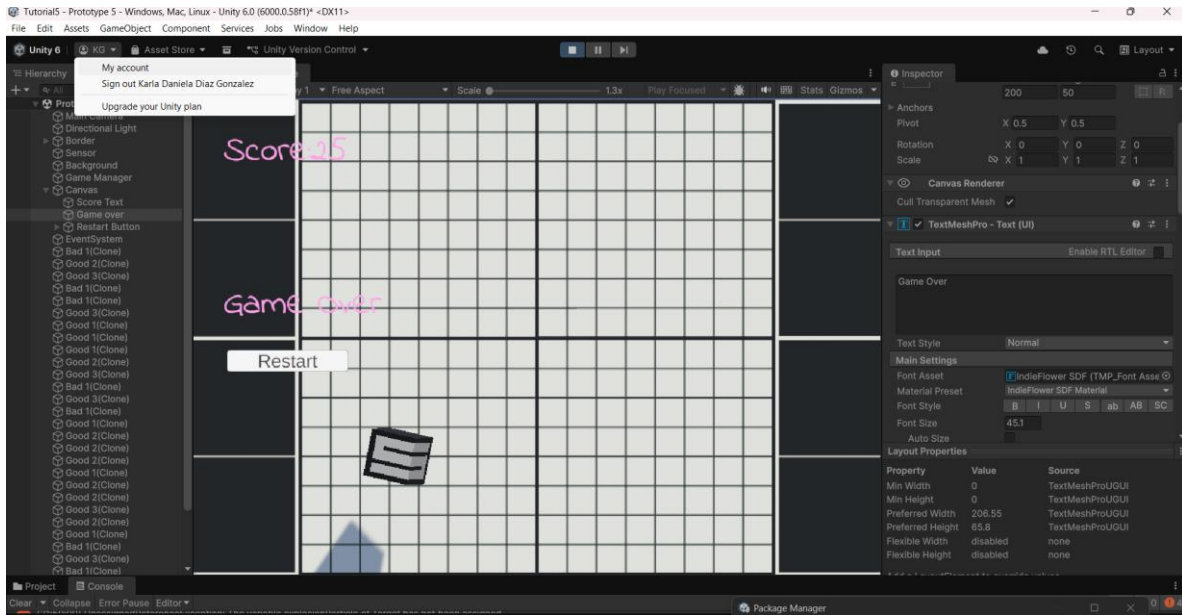 Tutorial5 - Prototype 5 - Windows, Mac, Linux - Unity 6.0 (6000.0.58f1)* <DX11>
File Edit Assets GameObject Component Services Jobs Window Help
Unity 6 KG Asset Store Unity Version Control Layout
My account
Sign out Karla Daniela Diaz Gonzalez
Upgrade your Unity plan
Hierarchy
All
Free Aspect Scale 1.3x Play Focused Stats Gizmos
Main Camera
Directional Light
Border
Sensor
Background
Game Manager
Canvas
Score Text
Game over
Restart Button
EventSystem
Bad 1(Clone)
Good 2(Clone)
Good 3(Clone)
Bad 1(Clone)
Bad 1(Clone)
Good 3(Clone)
Good 1(Clone)
Good 1(Clone)
Good 1(Clone)
Good 2(Clone)
Good 3(Clone)
Bad 1(Clone)
Good 3(Clone)
Bad 1(Clone)
Good 1(Clone)
Good 2(Clone)
Good 2(Clone)
Good 2(Clone)
Good 1(Clone)
Good 2(Clone)
Good 2(Clone)
Good 3(Clone)
Good 2(Clone)
Good 1(Clone)
Bad 1(Clone)
Good 3(Clone)
Bad 1(Clone)
Score:25
Game over
Restart
Inspector
200 50 R
Anchors
Pivot X 0.5 Y 0.5
Rotation X 0 Y 0 Z 0
Scale X 1 Y 1 Z 1
Canvas Renderer
Cull Transparent Mesh
TextMeshPro - Text (UI)
Text Input Enable RTL Editor
Game Over
Text Style Normal
Main Settings
Font Asset IndieFlower SDF (TMP_Font Asse
Material Preset IndieFlower SDF Material
Font Style B I U S ab AB SC
Font Size 45.1
Auto Size
Layout Properties
Property Value Source
Min Width 0 TextMeshProUGUI
Min Height 0 TextMeshProUGUI
Preferred Width 206.55 TextMeshProUGUI
Preferred Height 65.8 TextMeshProUGUI
Flexible Width disabled none
Flexible Height disabled none
Project Console
Clear Collapse Error Pause Editor
Package Manager